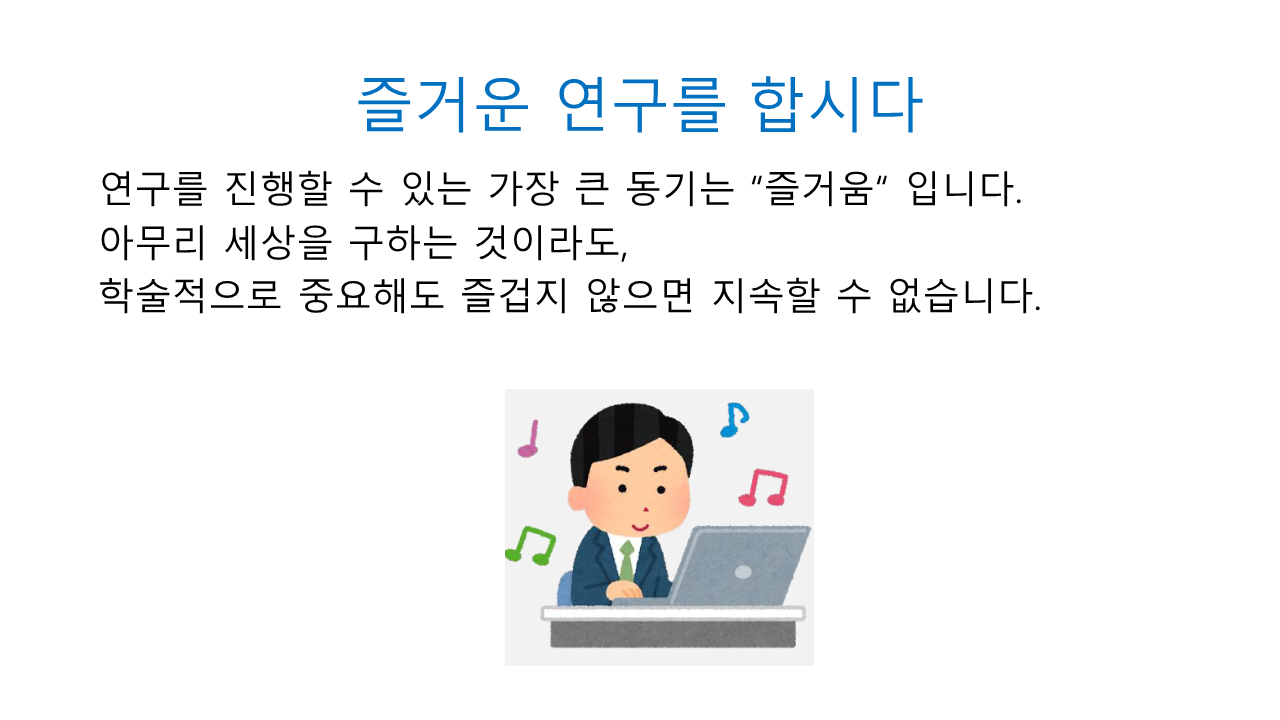 즐거운 연구를 합시다
연구를 진행할 수 있는 가장 큰 동기는 “즐거움“ 입니다.
아무리 세상을 구하는 것이라도,
학술적으로 중요해도 즐겁지 않으면 지속할 수 없습니다.